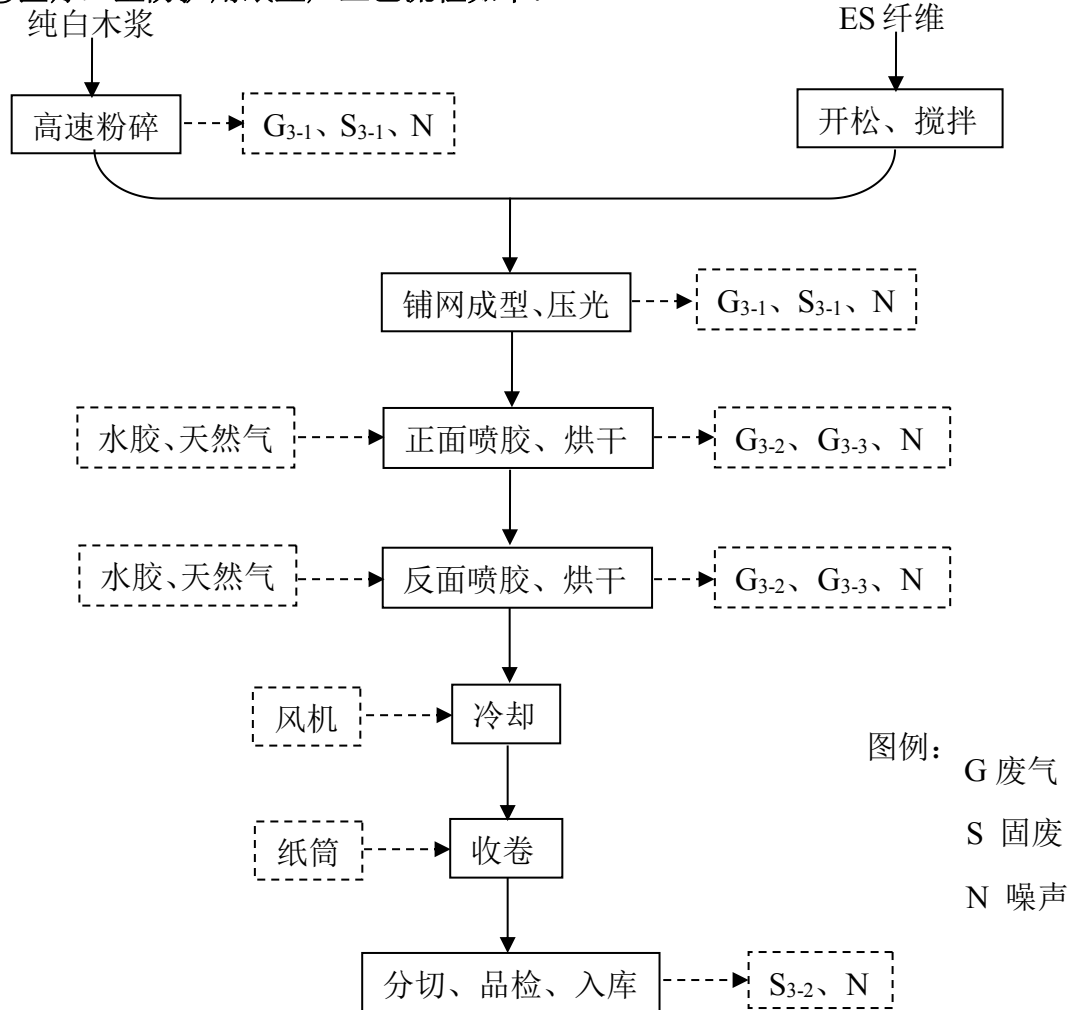 纯白木浆
ES 纤维
高速粉碎
G3-1、S3-1、N
开松、搅拌
铺网成型、压光
G3-1、S3-1、N
水胶、天然气
正面喷胶、烘干
G3-2、G3-3、N
水胶、天然气
反面喷胶、烘干
G3-2、G3-3、N
风机
冷却
图例：
G 废气
S 固废
N 噪声
纸筒
收卷
分切、品检、入库
S3-2、N